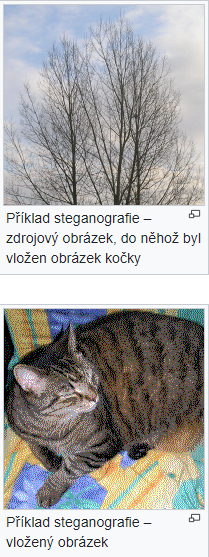 Příklad steganografie –
zdrojový obrázek, do něhož byl
vložen obrázek kočky
Příklad steganografie –
vložený obrázek